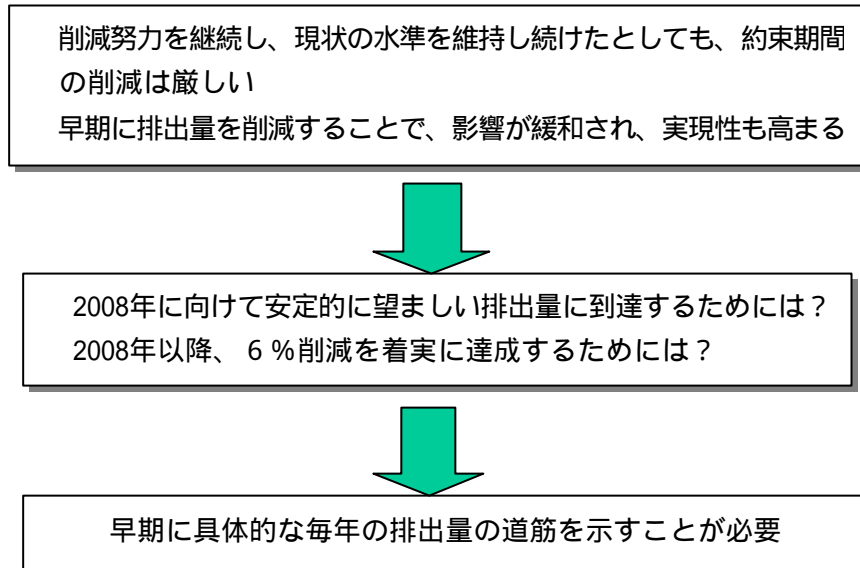 削減努力を継続し、現状の水準を維持し続けたとしても、約束期間
の削減は厳しい
早期に排出量を削減することで、影響が緩和され、実現性も高まる
2008年に向けて安定的に望ましい排出量に到達するためには？
2008年以降、６％削減を着実に達成するためには？
早期に具体的な毎年の排出量の道筋を示すことが必要